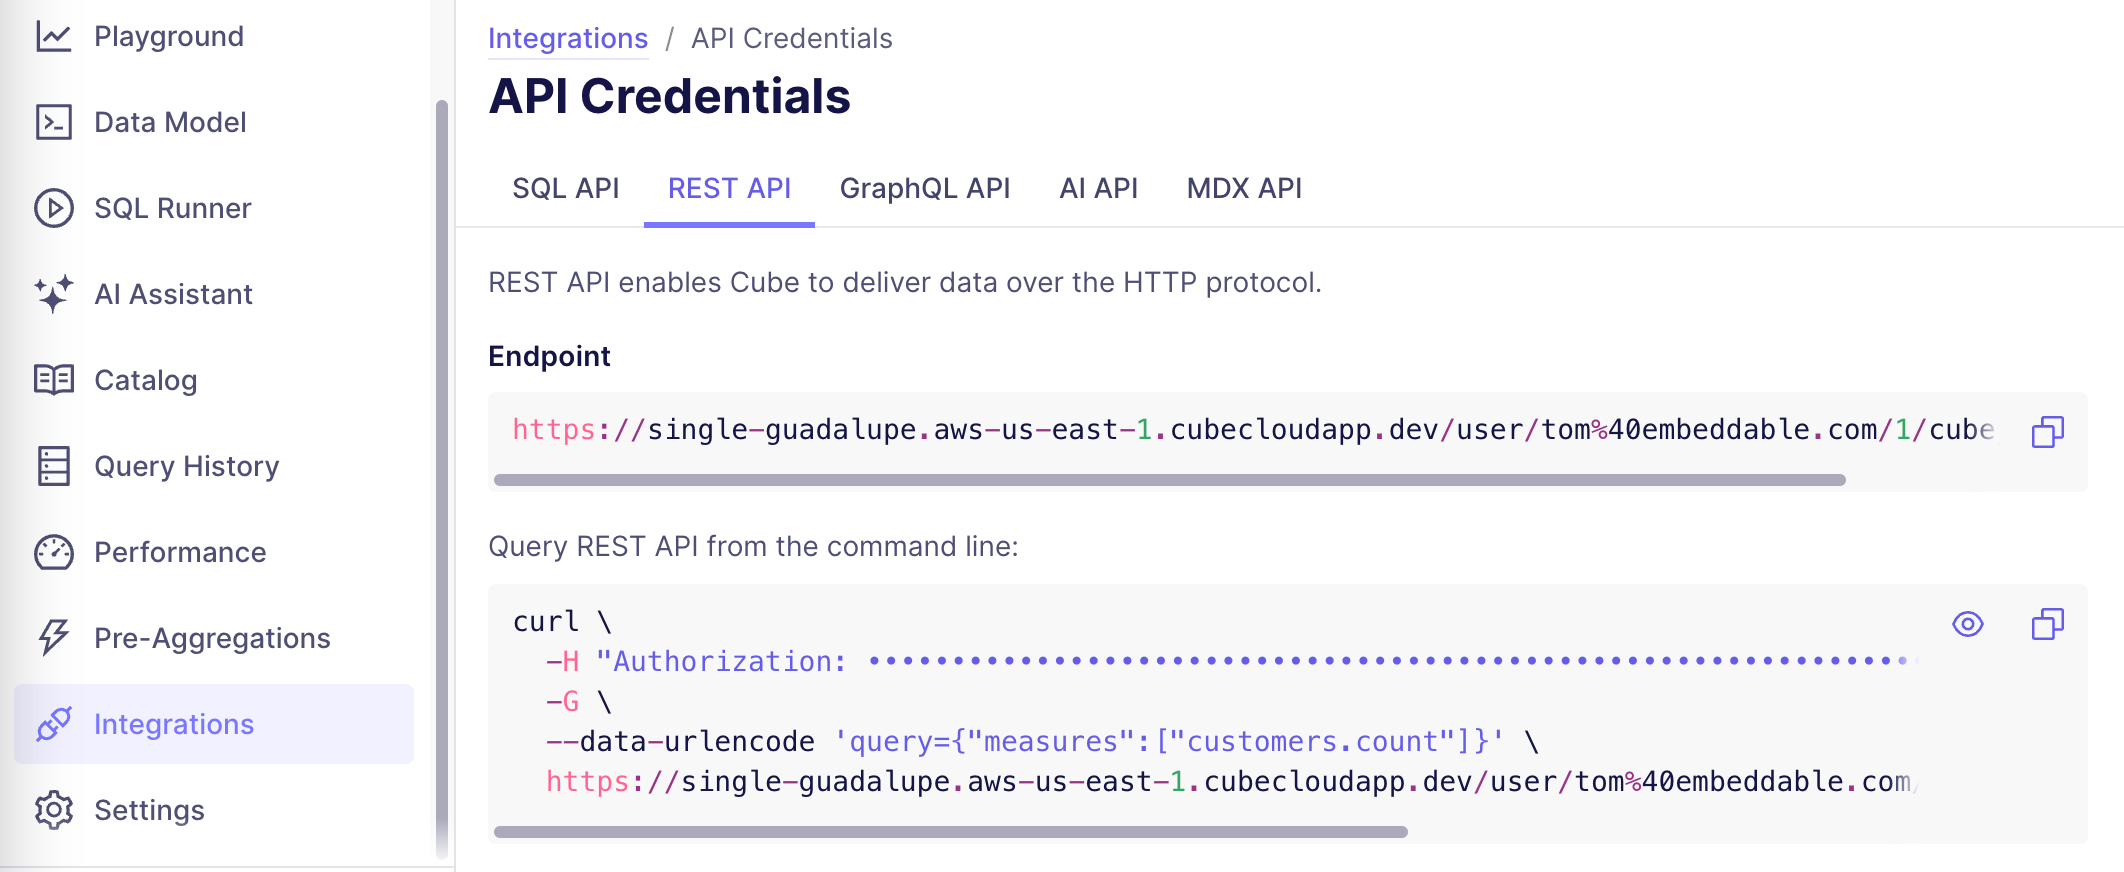 Playground
Data Model
SQL Runner
AI Assistant
Catalog
Query History
Performance
Pre-Aggregations
Integrations
Settings
Integrations / API Credentials
API Credentials
SQL API REST API GraphQL API AI API MDX API
REST API enables Cube to deliver data over the HTTP protocol.
Endpoint
https://single-guadalupe.aws-us-east-1.cubecloudapp.dev/user/tom%40embeddable.com/1/cube
Query REST API from the command line:
curl \
-H "Authorization: ••••••••••••••••••••••••••••••••••••••••••••••••••••••••••••••
-G \
--data-urlencode 'query={"measures":["customers.count"]}' \
https://single-guadalupe.aws-us-east-1.cubecloudapp.dev/user/tom%40embeddable.com/